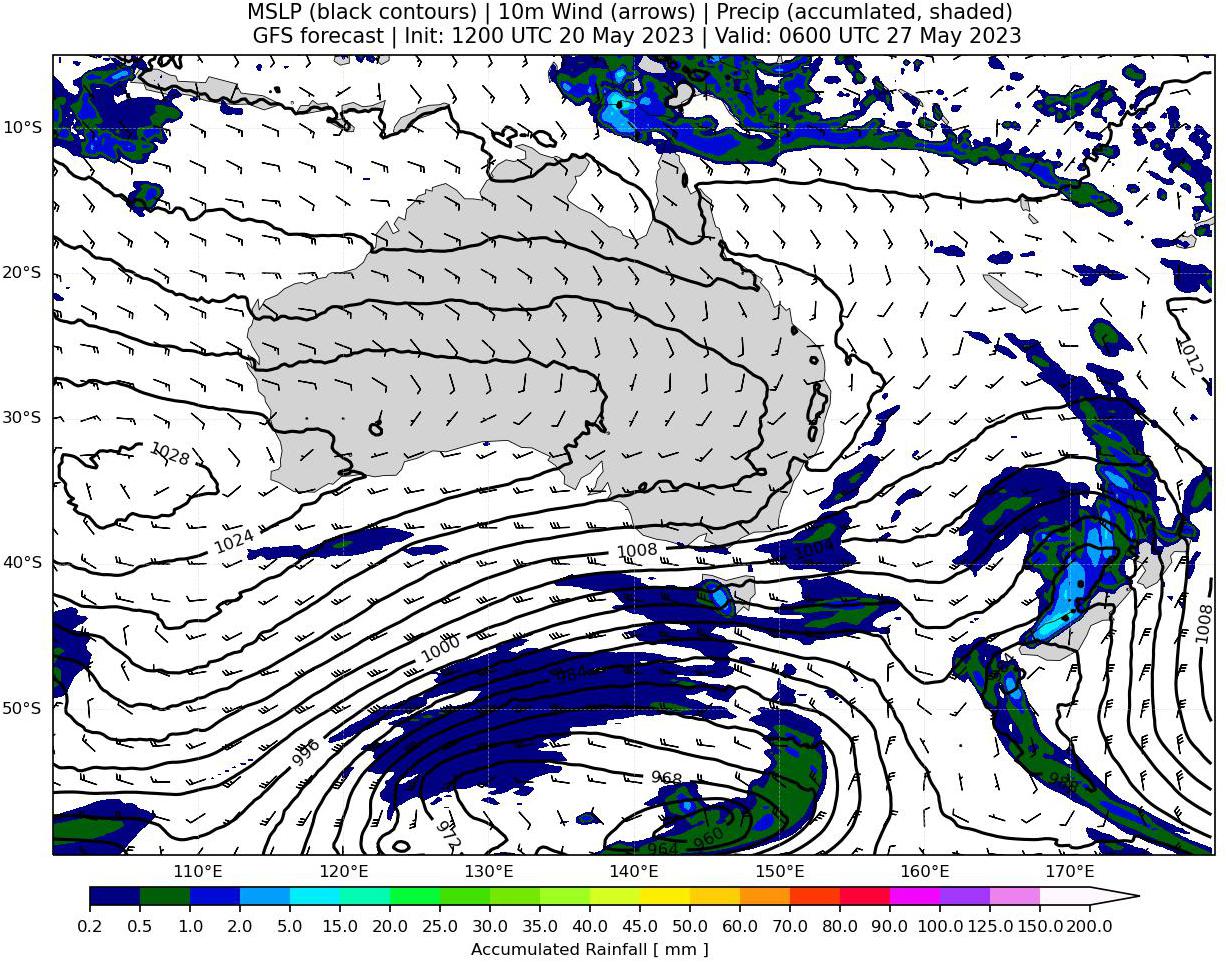 MSLP (black contours) | 10m Wind (arrows) | Precip (accumlated, shaded)
GFS forecast | Init: 1200 UTC 20 May 2023 | Valid: 0600 UTC 27 May 2023
10°S
20°S
1012
30°S
1028
1024
1008
1004
40°S
1008
1000
984
50°S
996
968
988
972
960
964
110°E 120°E 130°E 140°E 150°E 160°E 170°E
0.2 0.5 1.0 2.0 5.0 10.0 15.0 20.0 25.0 30.0 35.0 40.0 45.0 50.0 60.0 70.0 80.0 90.0 100.0 125.0 150.0 200.0
Accumulated Rainfall [ mm ]